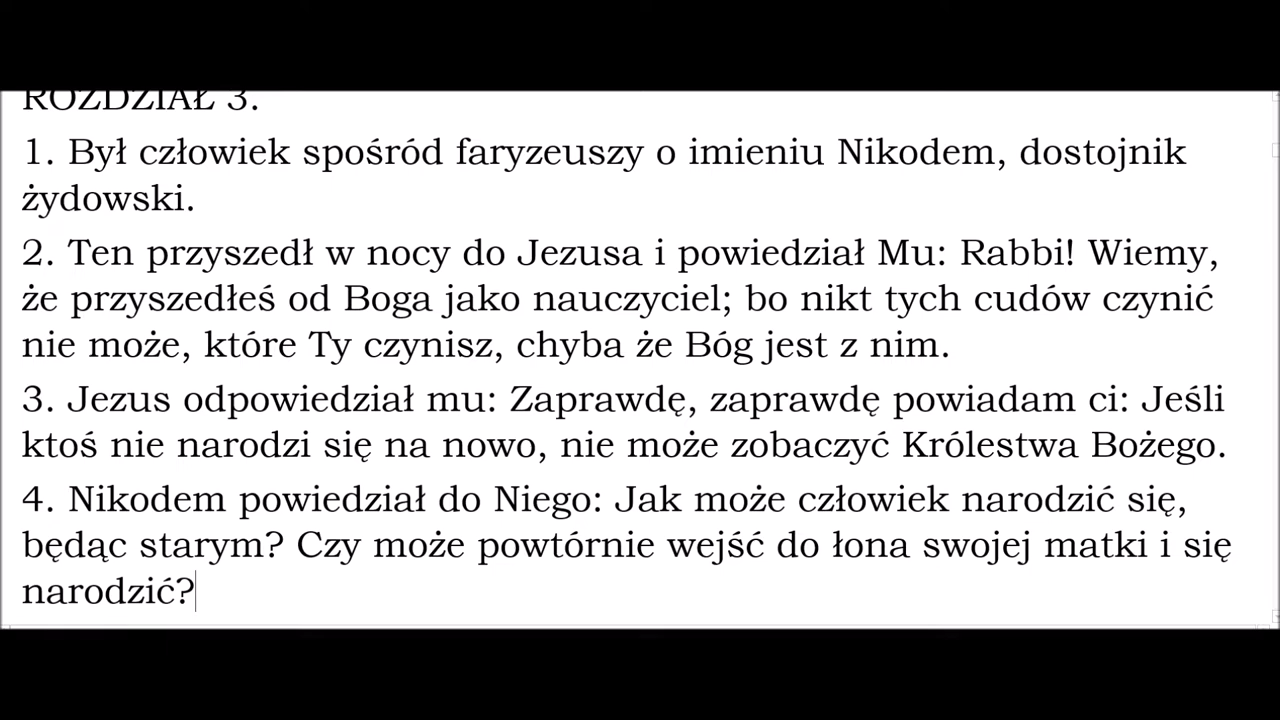 ROZDZIAŁ 3.
1. Był człowiek spośród faryzeuszy o imieniu Nikodem, dostojnik
żydowski.
2. Ten przyszedł w nocy do Jezusa i powiedział Mu: Rabbi! Wiemy,
że przyszedłeś od Boga jako nauczyciel; bo nikt tych cudów czynić
nie może, które Ty czynisz, chyba że Bóg jest z nim.
3. Jezus odpowiedział mu: Zaprawdę, zaprawdę powiadam ci: Jeśli
ktoś nie narodzi się na nowo, nie może zobaczyć Królestwa Bożego.
4. Nikodem powiedział do Niego: Jak może człowiek narodzić się,
będąc starym? Czy może powtórnie wejść do łona swojej matki i się
narodzić?